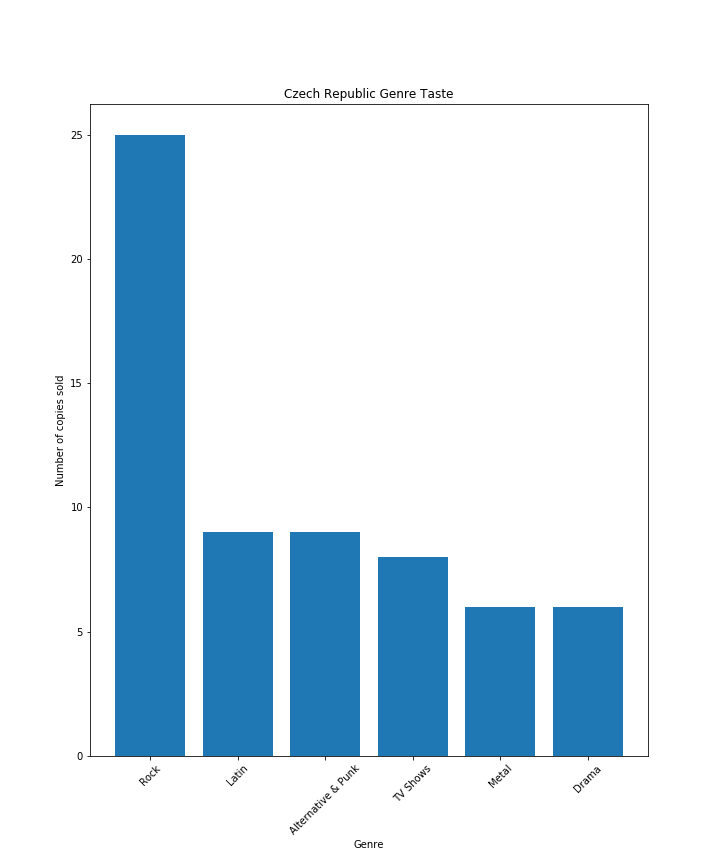 Czech Republic Genre Taste
Number of copies sold
25
20
15
10
5
0
Rock
Latin
Alternative & Punk
TV Shows
Metal
Drama
Genre